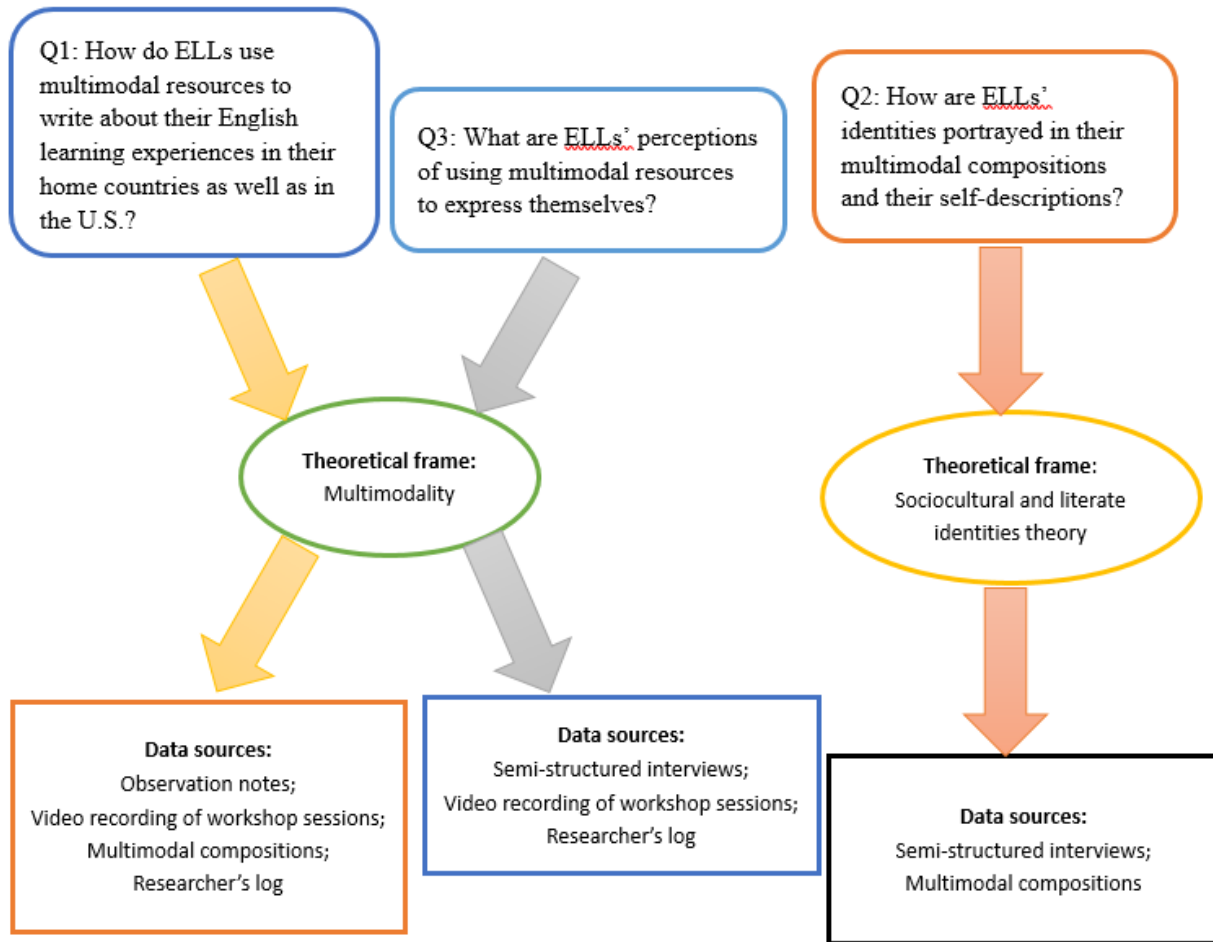 Q1: How do ELLs use
multimodal resources to
write about their English
learning experiences in their
home countries as well as in
the U.S.?
Q3: What are ELLs’ perceptions
of using multimodal resources
to express themselves?
Q2: How are ELLs’
identities portrayed in their
multimodal compositions
and their self-descriptions?
Theoretical frame:
Multimodality
Theoretical frame:
Sociocultural and literate
identities theory
Data sources:
Observation notes;
Video recording of workshop sessions;
Multimodal compositions;
Researcher’s log
Data sources:
Semi-structured interviews;
Video recording of workshop sessions;
Researcher’s log
Data sources:
Semi-structured interviews;
Multimodal compositions